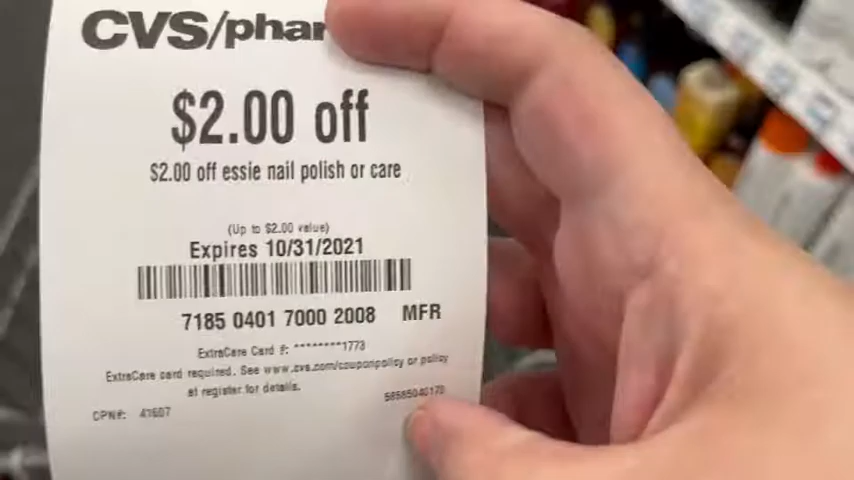 CVS/phar
$2.00 off
$2.00 off essie nail polish or care
(Up to $2.00 value)
Expires 10/31/2021
7185 0401 7000 2008 MFR
ExtraCare Card #: ********1773
ExtraCare card required. See www.cvs.com/couponpolicy or policy
at register for details.
58585040170
CPN#: 41607